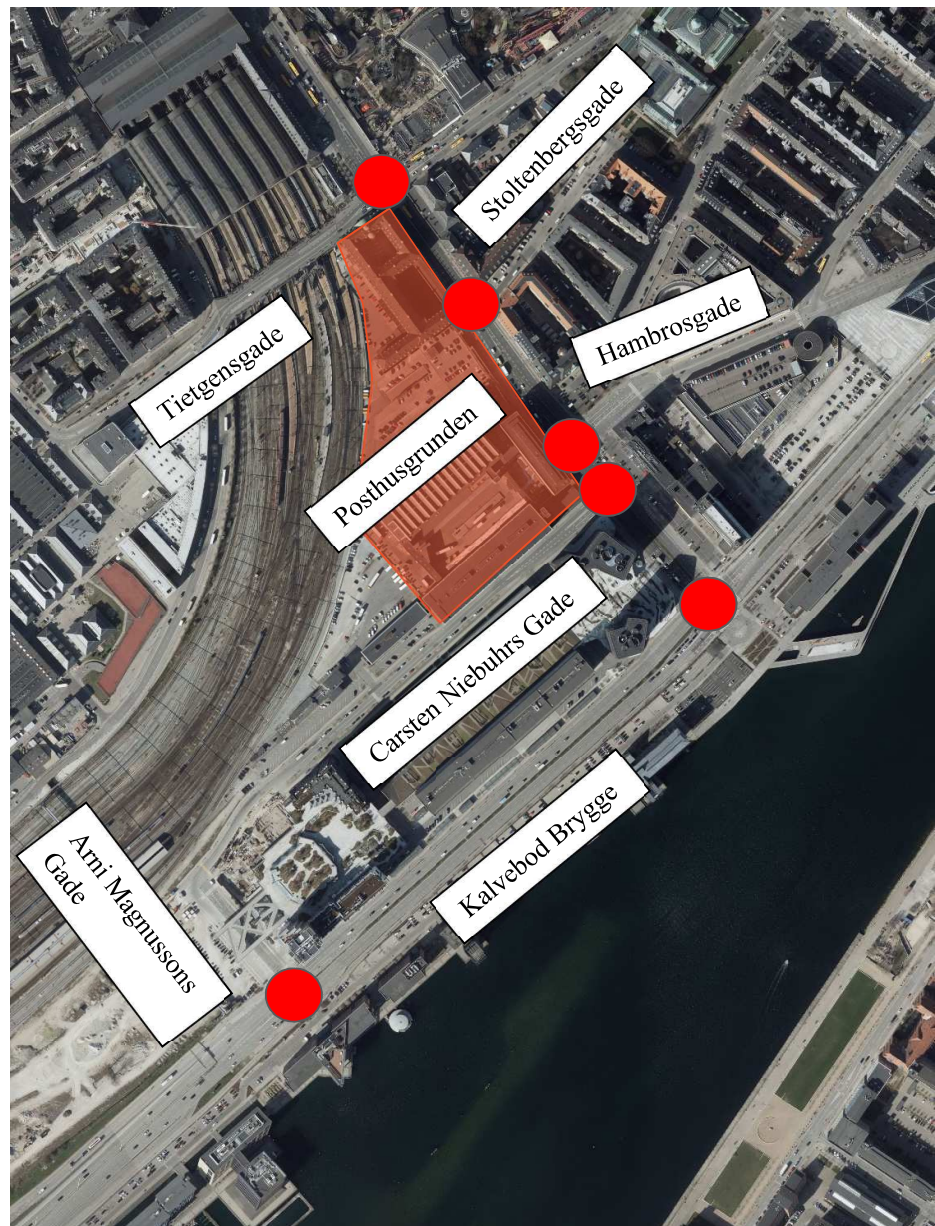 Stoltenbergsgade
Hambrosgade
Tietgensgade
Posthusgrunden
Carsten Niebuhrs Gade
Kalvebod Brygge
Arni Magnussons
Gade